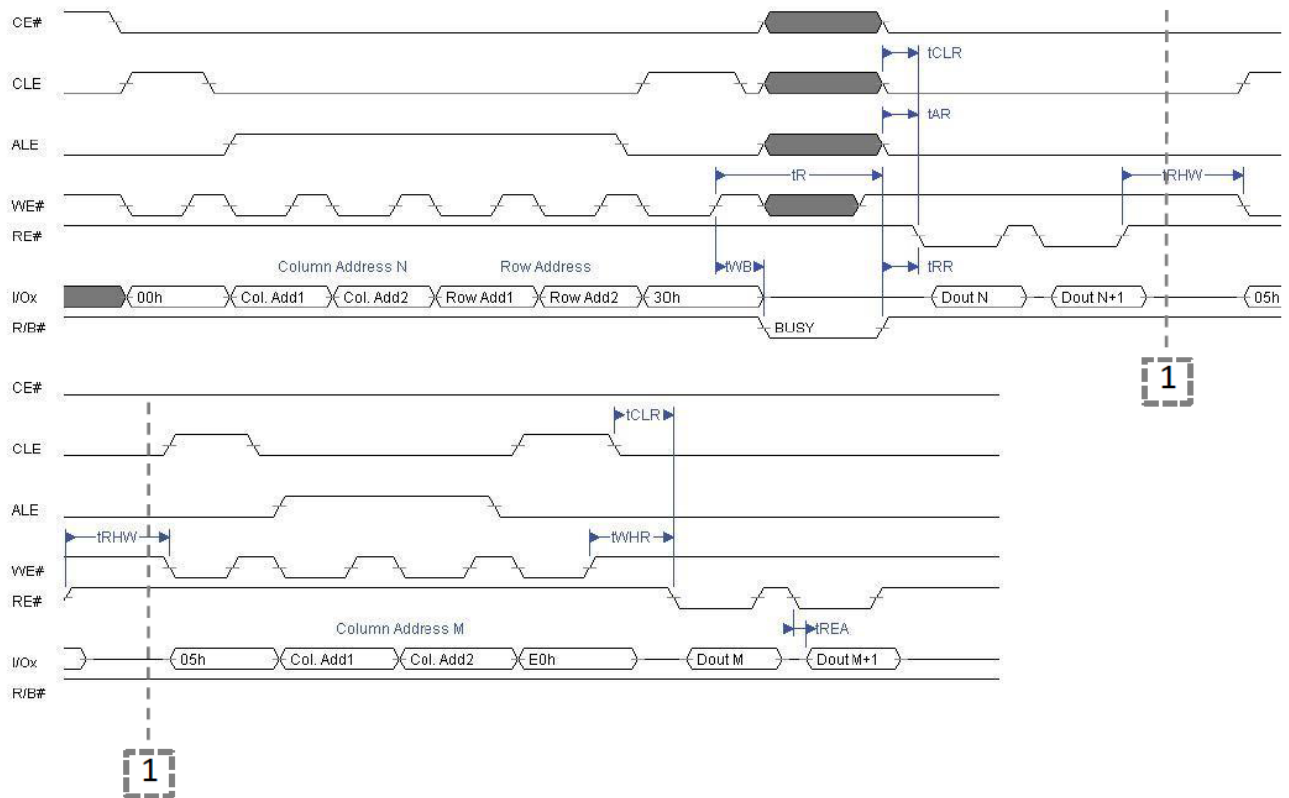 CE#
tCLR
CLE
tAR
ALE
tR
tRHW
WE#
RE#
Column Address N Row Address tWB tRR
I/Ox 00h Col. Add1 Col. Add2 Row Add1 Row Add2 30h Dout N Dout N+1 05h
R/B# BUSY
1
CE#
tCLR
CLE
ALE
tRHW tWHR
WE#
RE#
Column Address M tREA
I/Ox 05h Col. Add1 Col. Add2 E0h Dout M Dout M+1
R/B#
1